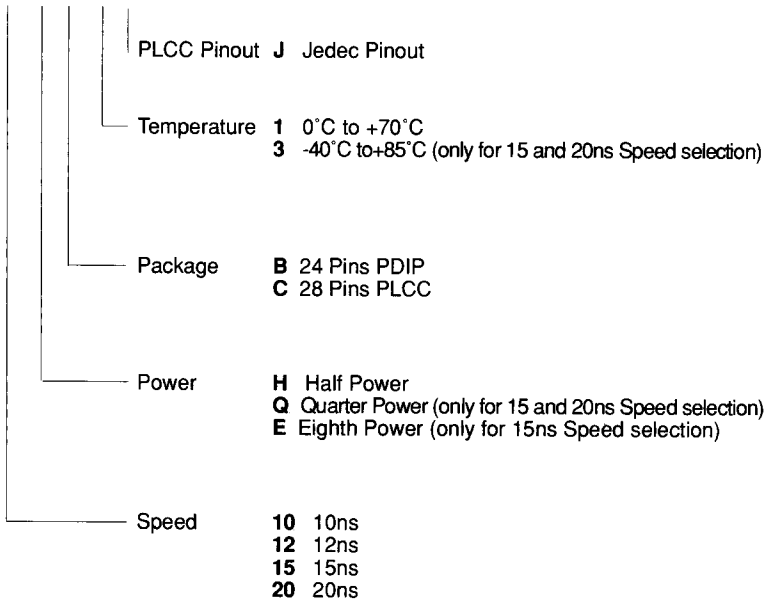 PLCC Pinout J Jedec Pinout
Temperature 1 0°C to +70°C
3 -40°C to+85°C (only for 15 and 20ns Speed selection)
Package B 24 Pins PDIP
C 28 Pins PLCC
Power H Half Power
Q Quarter Power (only for 15 and 20ns Speed selection)
E Eighth Power (only for 15ns Speed selection)
Speed 10 10ns
12 12ns
15 15ns
20 20ns